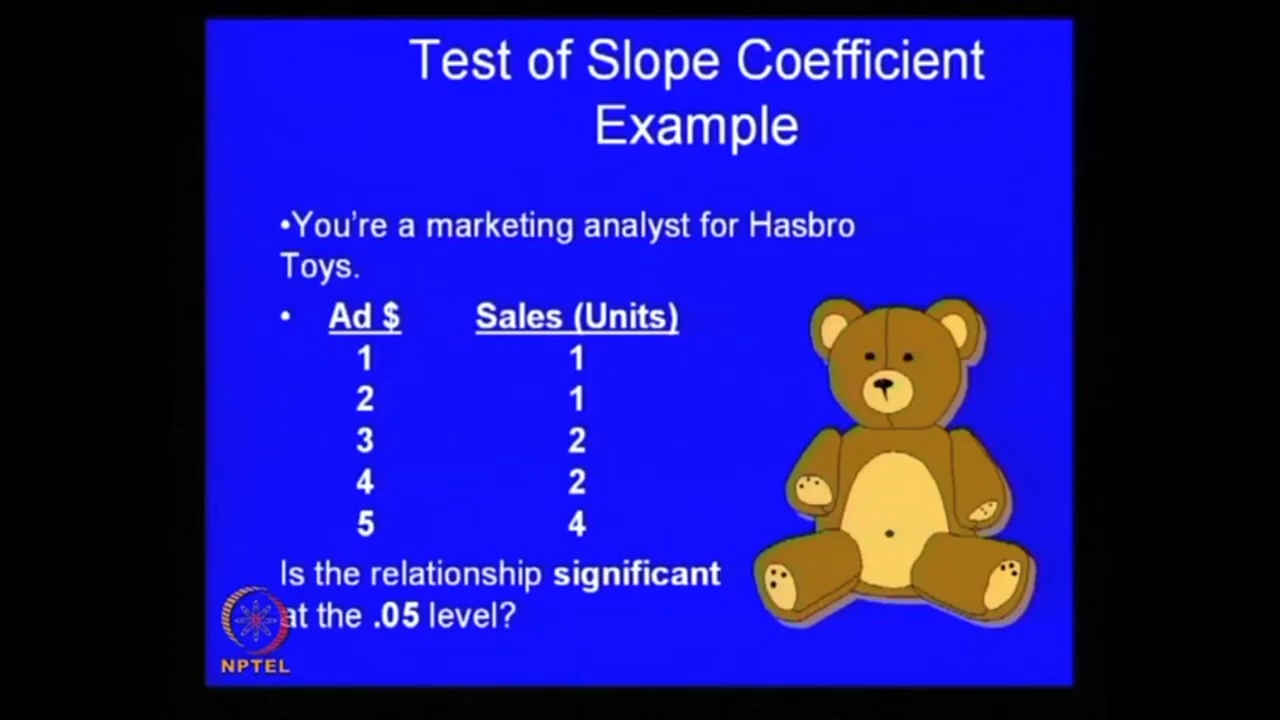 Test of Slope Coefficient
Example
•You're a marketing analyst for Hasbro
Toys.
• Ad $ Sales (Units)
1 1
2 1
3 2
4 2
5 4
Is the relationship significant
at the .05 level?
NPTEL